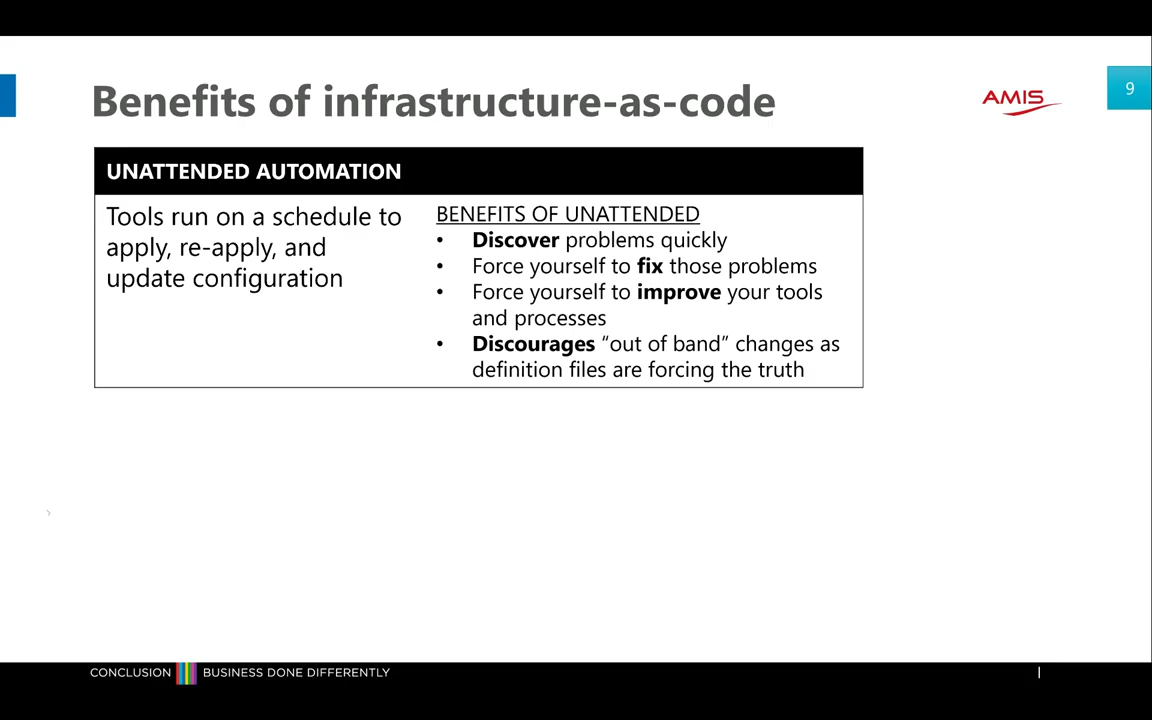 Benefits of infrastructure-as-code
AMIS
9
UNATTENDED AUTOMATION
Tools run on a schedule to
apply, re-apply, and
update configuration
BENEFITS OF UNATTENDED
• Discover problems quickly
• Force yourself to fix those problems
• Force yourself to improve your tools
and processes
• Discourages “out of band” changes as
definition files are forcing the truth
CONCLUSION BUSINESS DONE DIFFERENTLY